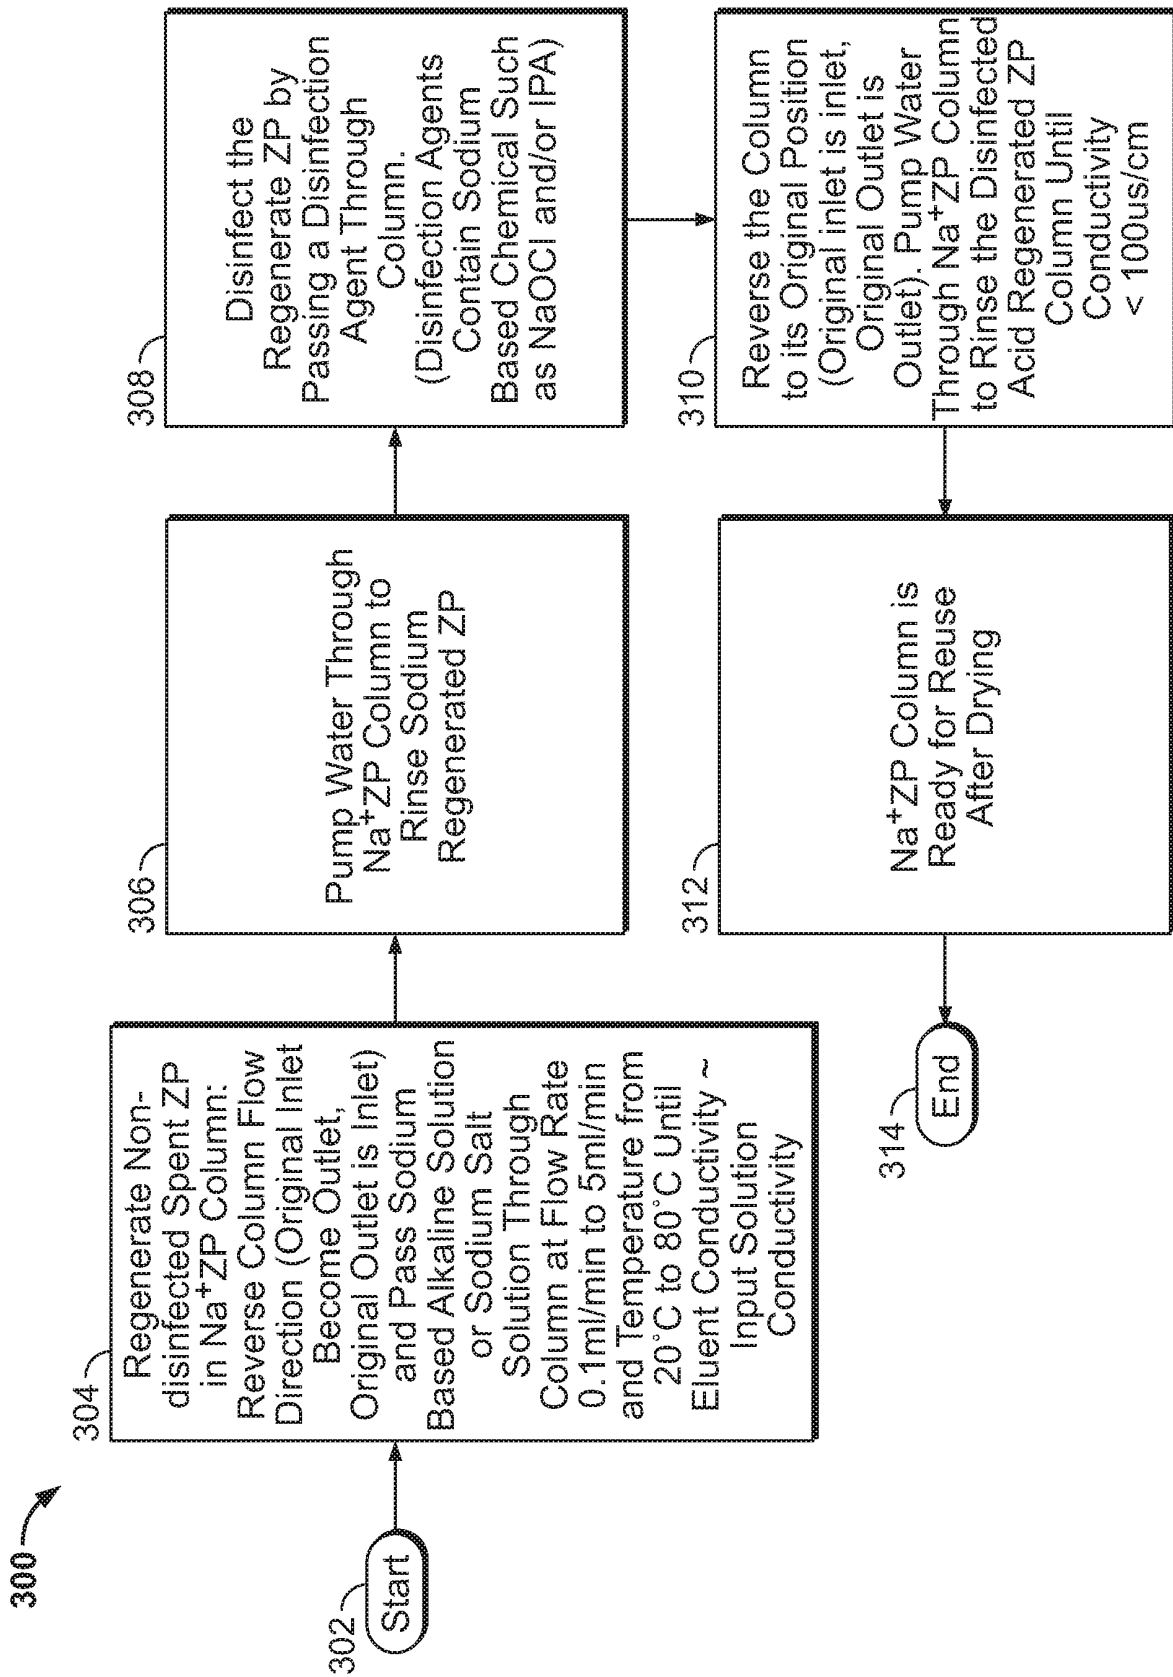 300
302
Start
304
Regenerate Non-
disinfected Spent ZP
in Na+ZP Column:
Reverse Column Flow
Direction (Original Inlet
Become Outlet,
Original Outlet is Inlet)
and Pass Sodium
Based Alkaline Solution
or Sodium Salt
Solution Through
Column at Flow Rate
0.1ml/min to 5ml/min
and Temperature from
20°C to 80°C Until
Eluent Conductivity ~
Input Solution
Conductivity
306
Pump Water Through
Na+ZP Column to
Rinse Sodium
Regenerated ZP
308
Disinfect the
Regenerate ZP by
Passing a Disinfection
Agent Through
Column.
(Disinfection Agents
Contain Sodium
Based Chemical Such
as NaOCl and/or IPA)
310
Reverse the Column
to its Original Position
(Original inlet is inlet,
Original Outlet is
Outlet). Pump Water
Through Na+ZP Column
to Rinse the Disinfected
Acid Regenerated ZP
Column Until
Conductivity
< 100us/cm
312
Na+ZP Column is
Ready for Reuse
After Drying
314
End